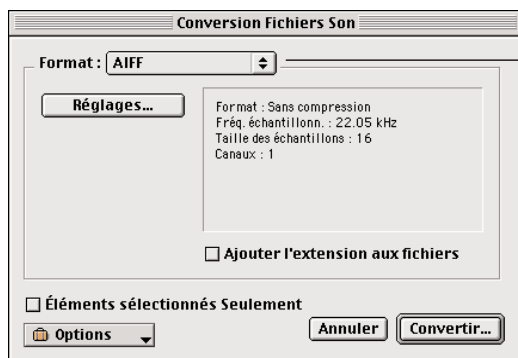 Conversion Fichiers Son
Format : AIFF
Réglages...
Format : Sans compression
Fréq. échantillonn. : 22.05 kHz
Taille des échantillons : 16
Canaux : 1
Ajouter l'extension aux fichiers
Éléments sélectionnés Seulement
Options
Annuler
Convertir...